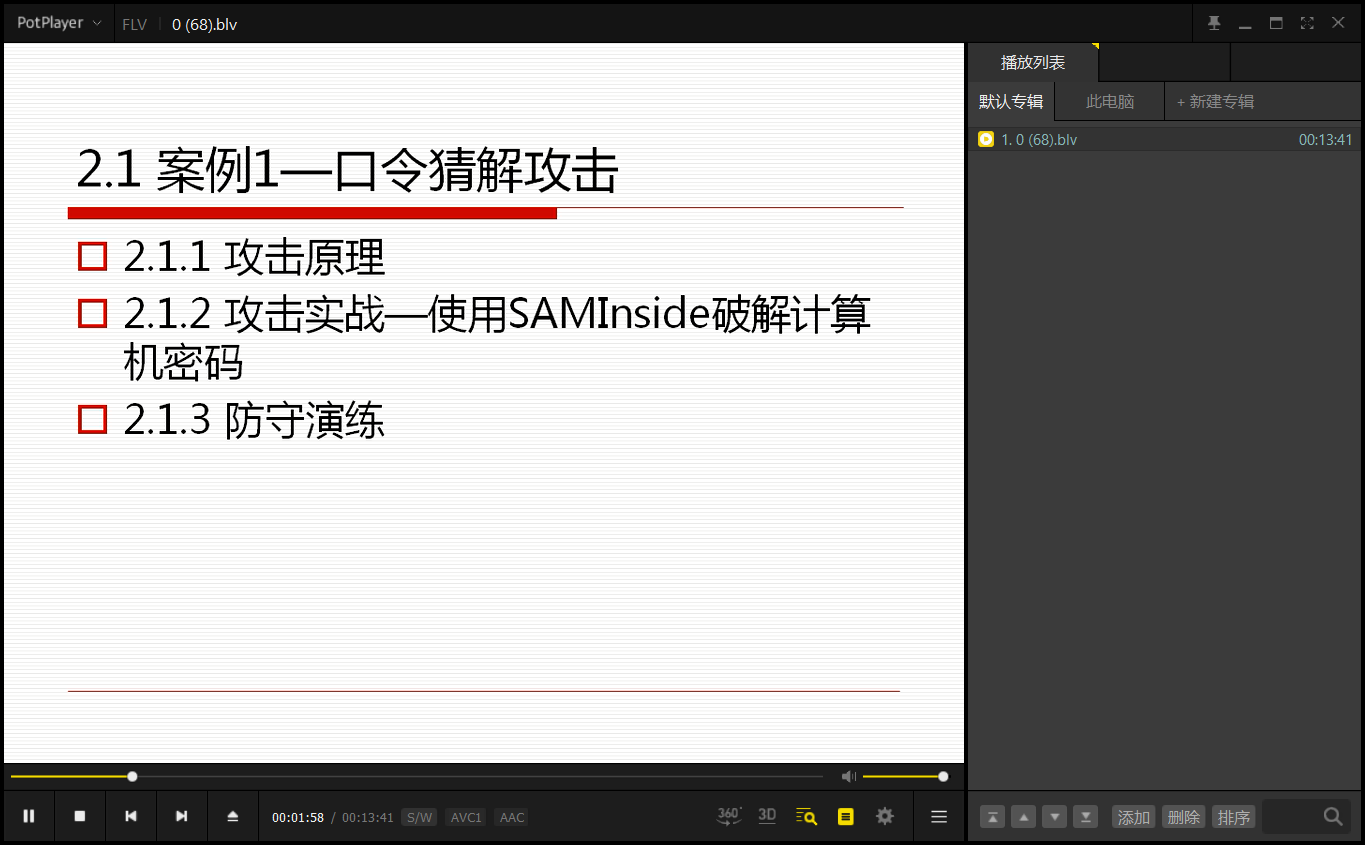 PotPlayer
FLV
0 (68).blv
播放列表
默认专辑
此电脑
+ 新建专辑
1. 0 (68).blv
00:13:41
2.1 案例1—口令猜解攻击
2.1.1 攻击原理
2.1.2 攻击实战—使用SAMInside破解计算
机密码
2.1.3 防守演练
00:01:58 / 00:13:41
S/W
AVC1
AAC
360°
3D
添加
删除
排序